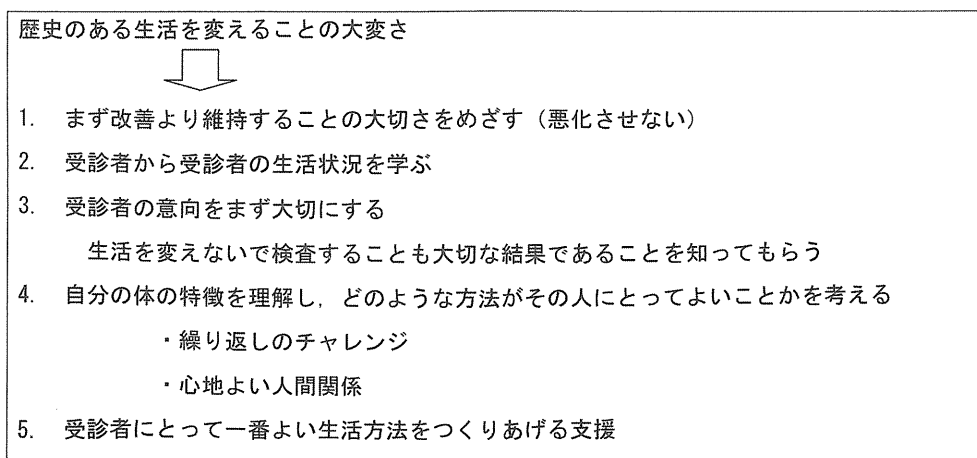 歴史のある生活を変えることの大変さ
1. まず改善より維持することの大切さをめざす（悪化させない）
2. 受診者から受診者の生活状況を学ぶ
3. 受診者の意向をまず大切にする
生活を変えないで検査することも大切な結果であることを知ってもらう
4. 自分の体の特徴を理解し，どのような方法がその人にとってよいことかを考える
・繰り返しのチャレンジ
・心地よい人間関係
5. 受診者にとって一番よい生活方法をつくりあげる支援